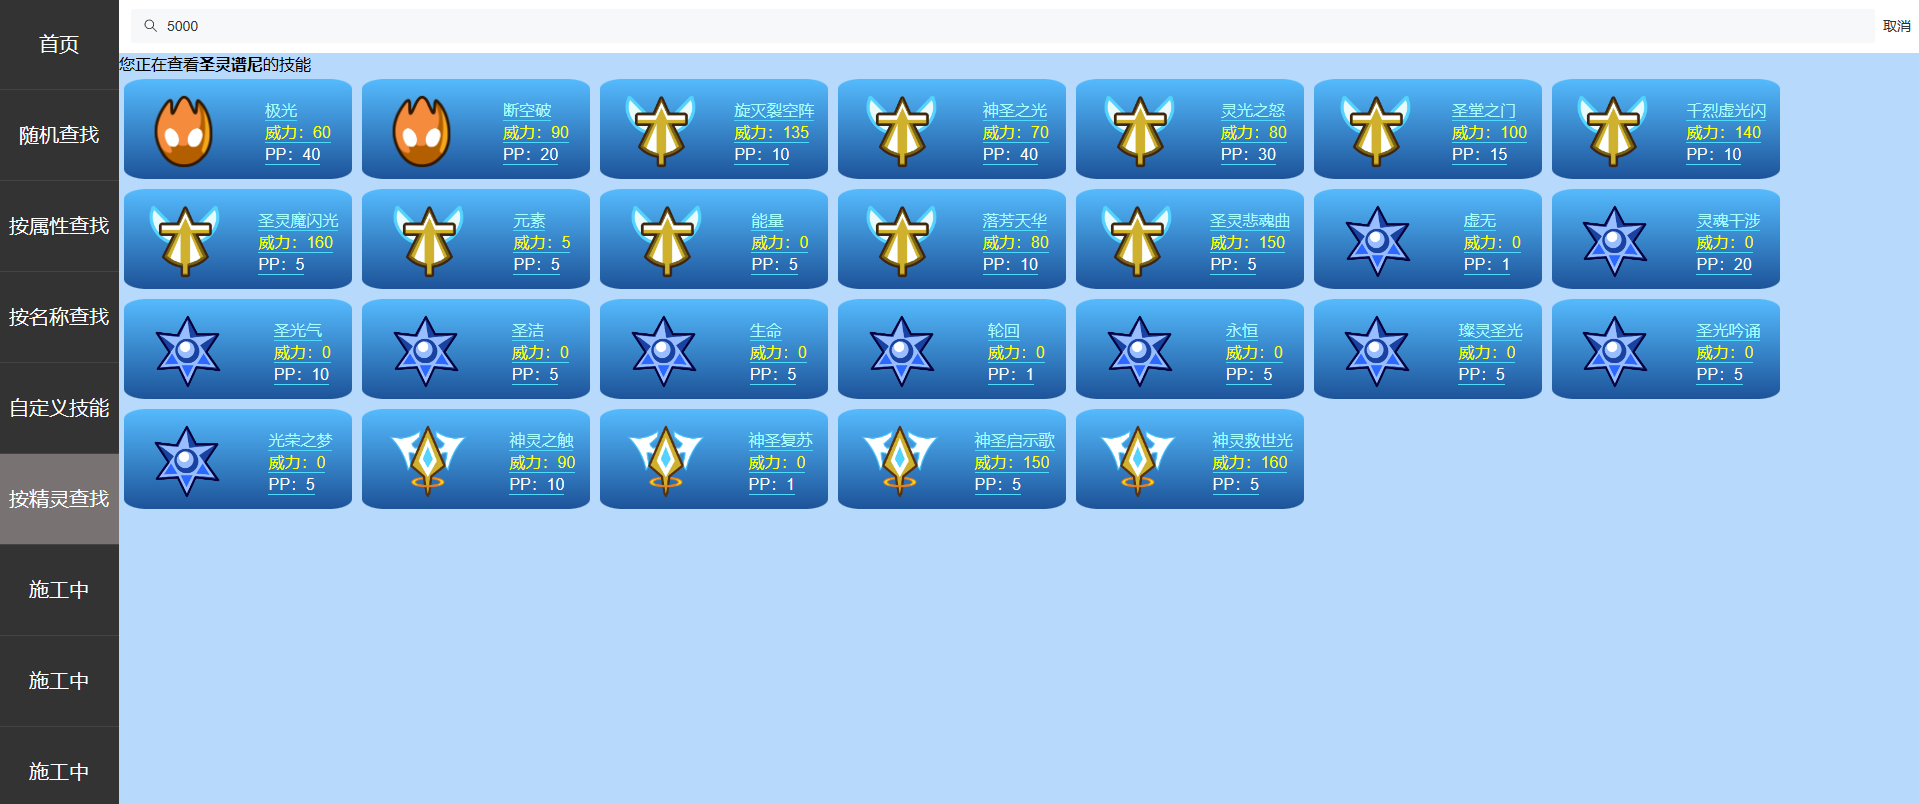 首页
随机查找
按属性查找
按名称查找
自定义技能
按精灵查找
施工中
施工中
施工中
5000
取消
您正在查看圣灵谱尼的技能
极光
威力：60
PP：40
断空破
威力：90
PP：20
旋灭裂空阵
威力：135
PP：10
神圣之光
威力：70
PP：40
灵光之怒
威力：80
PP：30
圣堂之门
威力：100
PP：15
千烈虚光闪
威力：140
PP：10
圣灵魔闪光
威力：160
PP：5
元素
威力：5
PP：5
能量
威力：0
PP：5
落芳天华
威力：80
PP：10
圣灵悲魂曲
威力：150
PP：5
虚无
威力：0
PP：1
灵魂干涉
威力：0
PP：20
圣光气
威力：0
PP：10
圣洁
威力：0
PP：5
生命
威力：0
PP：5
轮回
威力：0
PP：1
永恒
威力：0
PP：5
璨灵圣光
威力：0
PP：5
圣光吟诵
威力：0
PP：5
光荣之梦
威力：0
PP：5
神灵之触
威力：90
PP：10
神圣复苏
威力：0
PP：1
神圣启示歌
威力：150
PP：5
神灵救世光
威力：160
PP：5